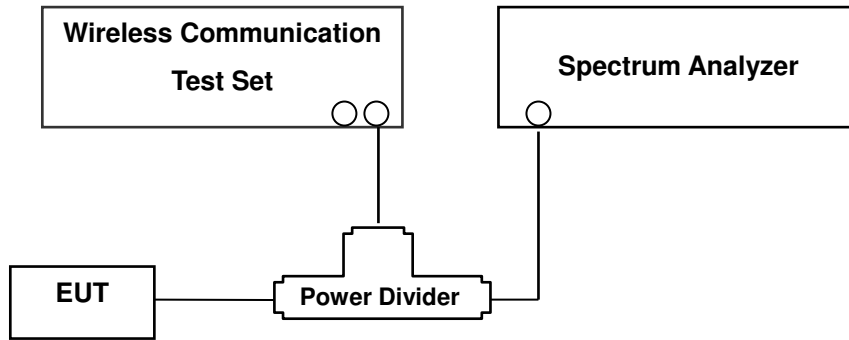 Wireless Communication
Test Set
Spectrum Analyzer
EUT
Power Divider